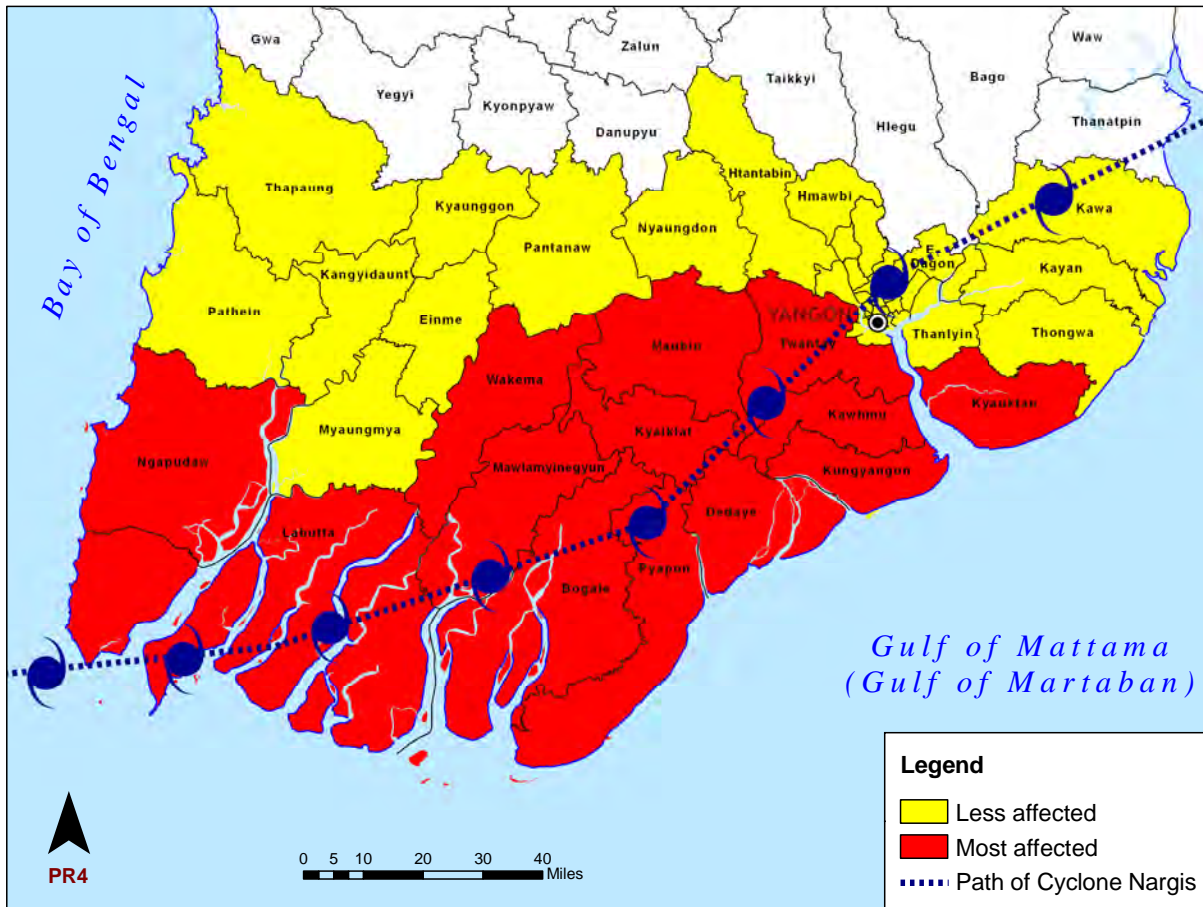 Gwa
Zalun
Waw
Taikkyi
Bago
Yegyi
Kyonpyaw
Danupyu
Hlegu
Thanatpin
Bay of Bengal
Thapaung
Kyaunggon
Htantabin
Hmawbi
Kawa
Pantanaw
Nyaungdon
E.
Dagon
Kangyidaunt
Kayan
Pathein
Einme
YANGON
Thanlyin
Thongwa
Maubin
Twantay
Wakema
Kyauktan
Myaungmya
Kyaiklat
Kawhmu
Ngapudaw
Mawlamyinegyun
Kungyangon
Labutta
Dedaye
Pyapon
Bogale
Gulf of Mattama
(Gulf of Martaban)
Legend
Less affected
Most affected
Path of Cyclone Nargis
PR4
0 5 10 20 30 40
Miles